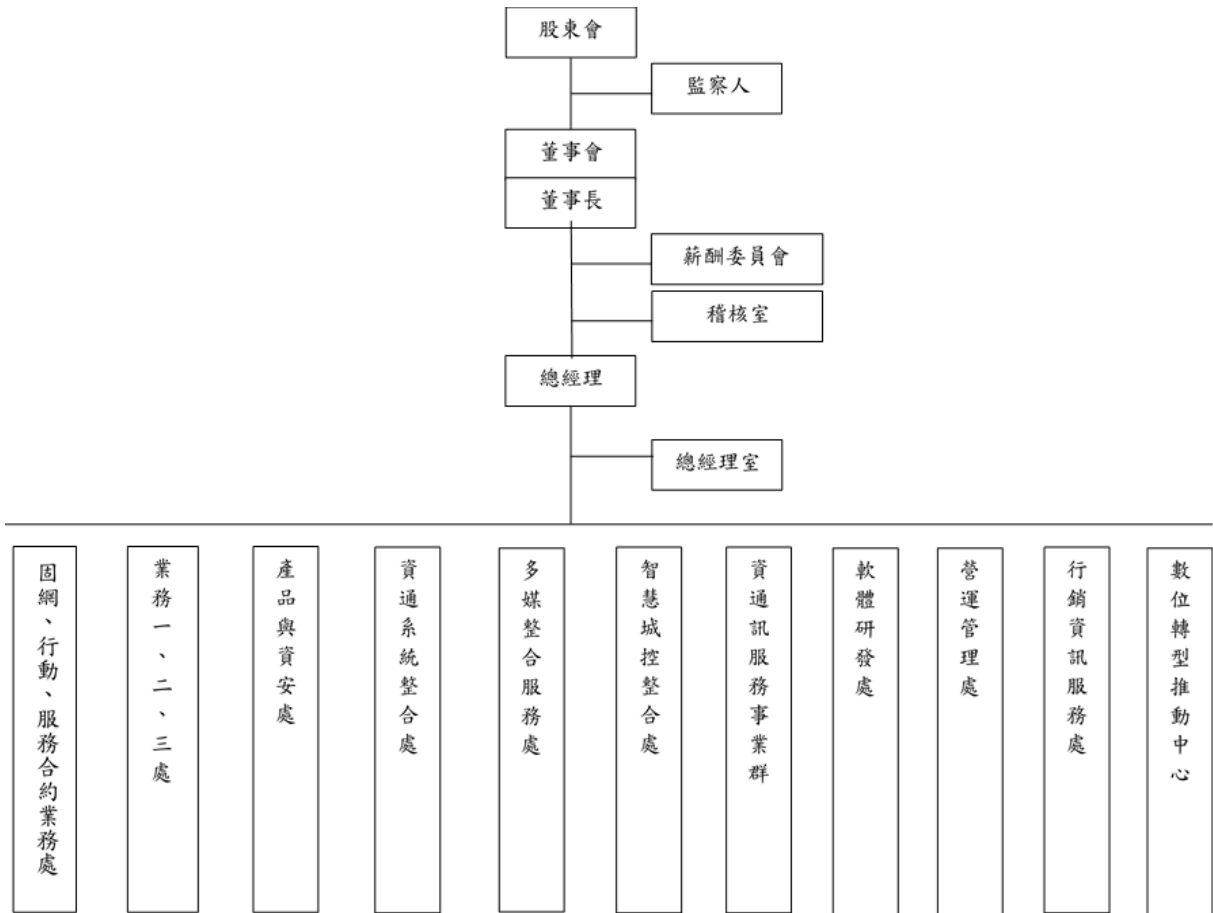 股東會
監察人
董事會
董事長
薪酬委員會
稽核室
總經理
總經理室
固網、行動、服務合約業務處
業務一、二、三處
產品與資安處
資通系統整合處
多媒整合服務處
智慧城控整合處
資通訊服務事業群
軟體研發處
營運管理處
行銷資訊服務處
數位轉型推動中心